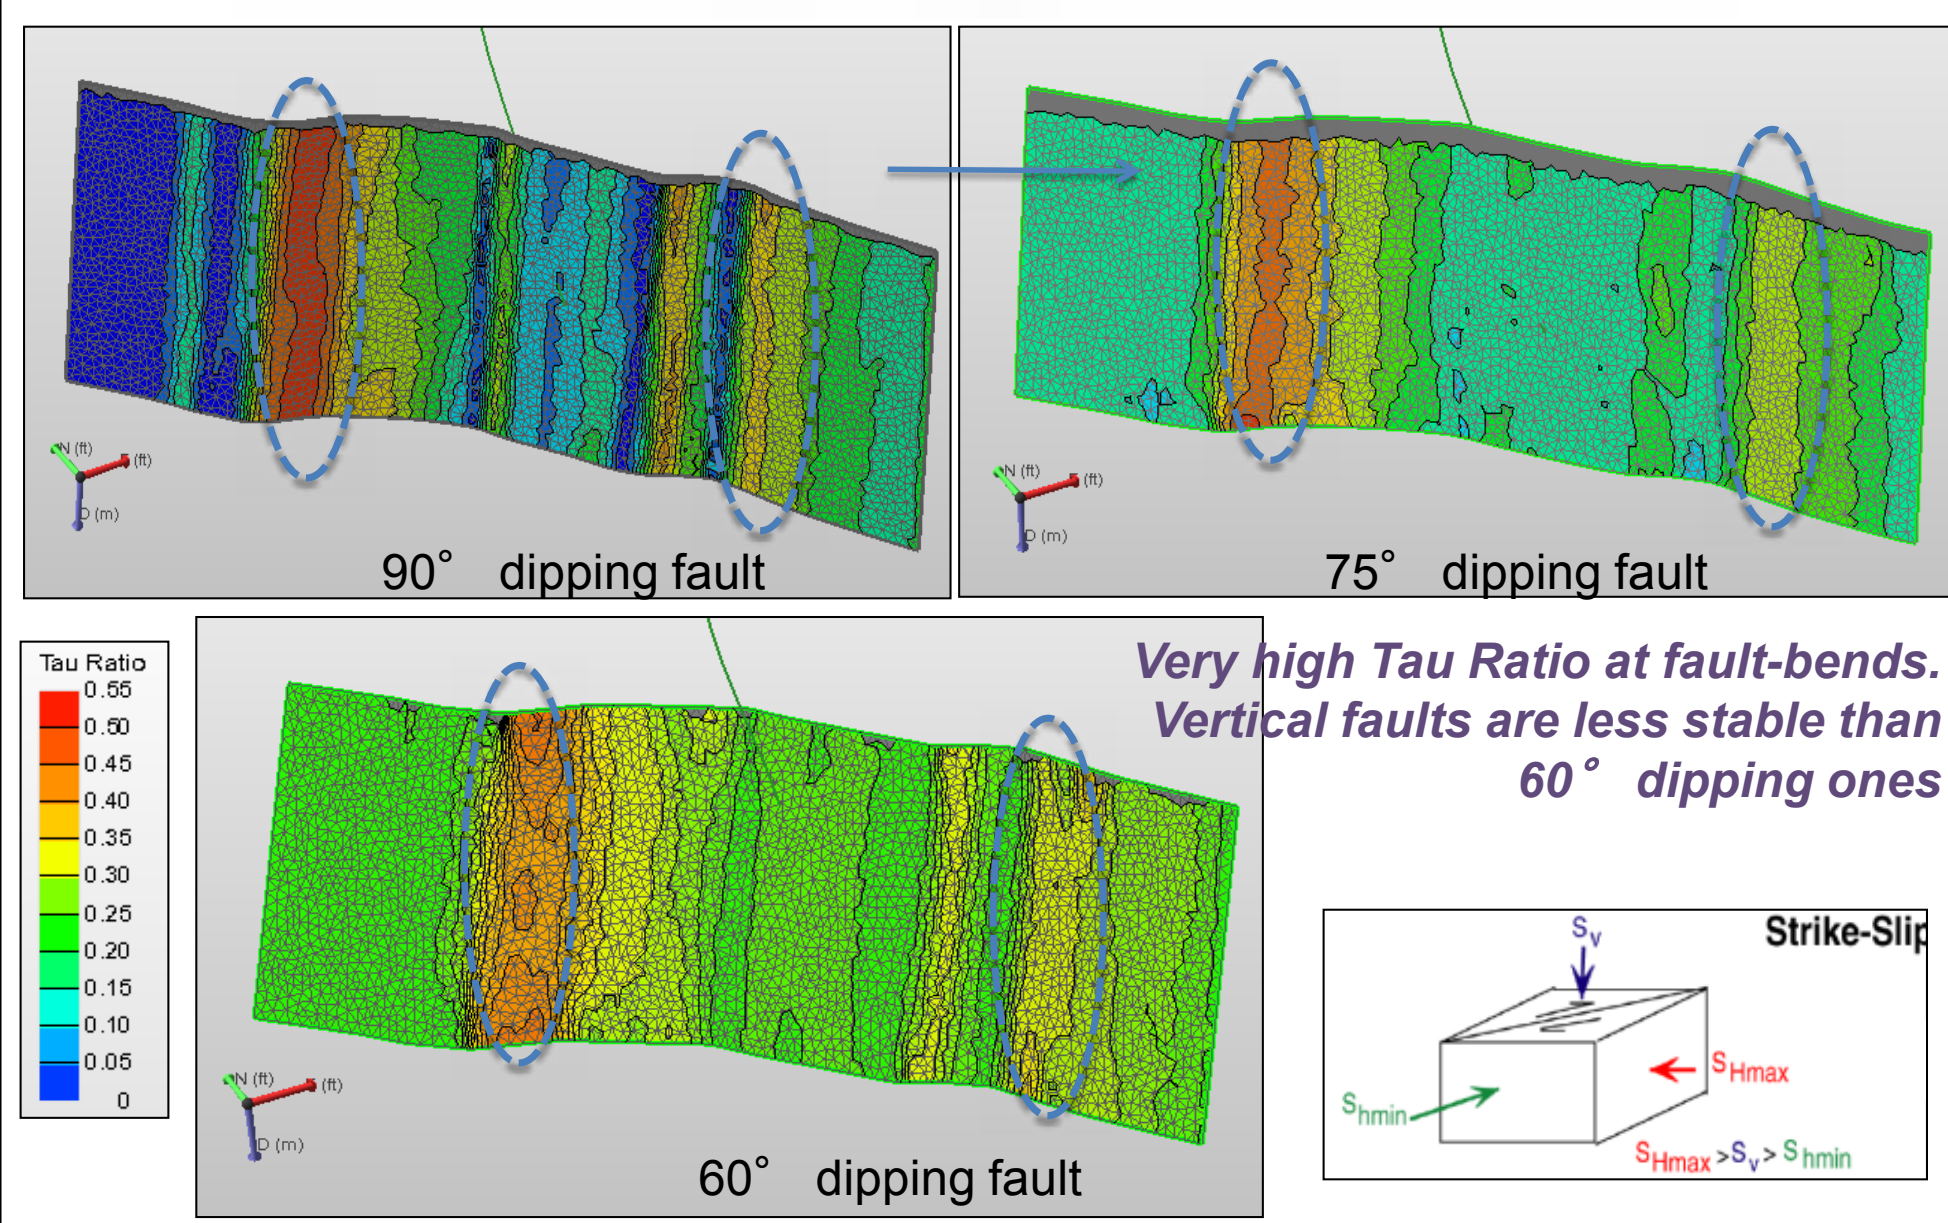 N (ft)
(ft)
D (m)
90° dipping fault
N (ft)
(ft)
D (m)
75° dipping fault
Tau Ratio
0.55
0.50
0.45
0.40
0.35
0.30
0.25
0.20
0.15
0.10
0.05
0
N (ft)
(ft)
D (m)
60° dipping fault
Very high Tau Ratio at fault-bends.
Vertical faults are less stable than
60° dipping ones
Strike-Slip
Sv
SHmax
Shmin
SHmax >Sv> Shmin